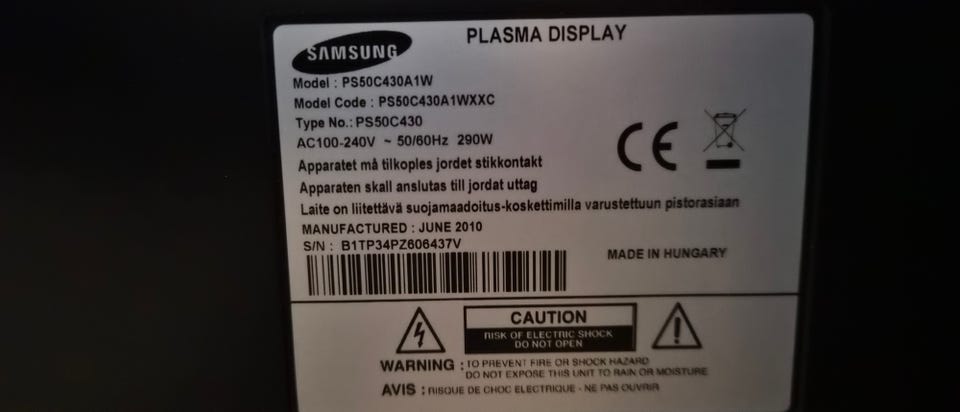 SAMSUNG
PLASMA DISPLAY
Model : PS50C430A1W
Model Code : PS50C430A1WXXC
Type No.: PS50C430
AC100-240V ~ 50/60Hz 290W
Apparatet må tilkoples jordet stikkontakt
Apparaten skall anslutas till jordat uttag
Laite on liitettävä suojamaadoitus-koskettimilla varustettuun pistorasiaan
MANUFACTURED : JUNE 2010
S/N : B1TP34PZ606437V
MADE IN HUNGARY
CE
CAUTION
RISK OF ELECTRIC SHOCK
DO NOT OPEN
WARNING : TO PREVENT FIRE OR SHOCK HAZARD
DO NOT EXPOSE THIS UNIT TO RAIN OR MOISTURE
AVIS : RISQUE DE CHOC ELECTRIQUE - NE PAS OUVRIR